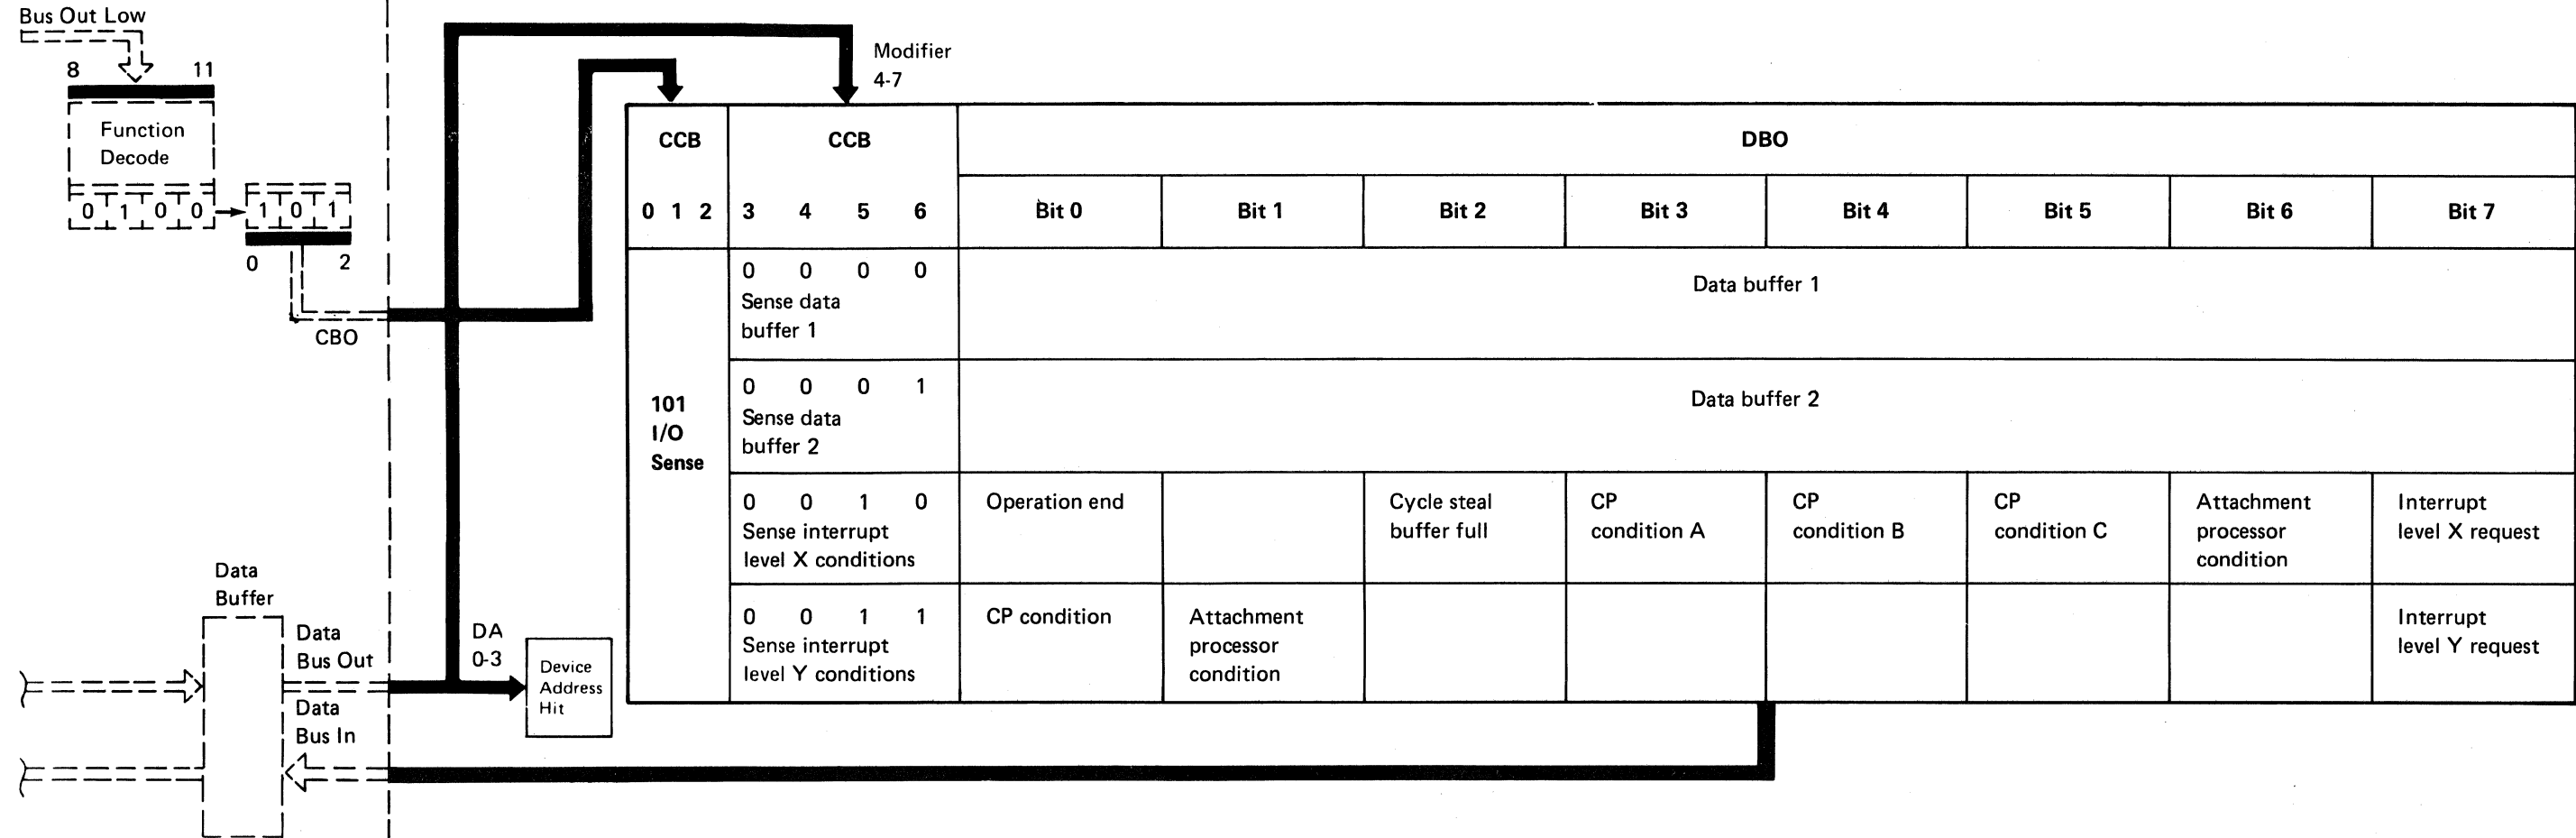 Bus Out Low
8 11
Function
Decode
0 1 0 0
1 0 1
0 2
CBO
Modifier
4-7
CCB CCB DBO
0 1 2 3 4 5 6 Bit 0 Bit 1 Bit 2 Bit 3 Bit 4 Bit 5 Bit 6 Bit 7
101
I/O
Sense
0 0 0 0
Sense data
buffer 1
Data buffer 1
0 0 0 1
Sense data
buffer 2
Data buffer 2
0 0 1 0
Sense interrupt
level X conditions
Operation end
Cycle steal
buffer full
CP
condition A
CP
condition B
CP
condition C
Attachment
processor
condition
Interrupt
level X request
0 0 1 1
Sense interrupt
level Y conditions
CP condition
Attachment
processor
condition
Interrupt
level Y request
Data
Buffer
Data
Bus Out
DA
0-3
Device
Address
Hit
Data
Bus In